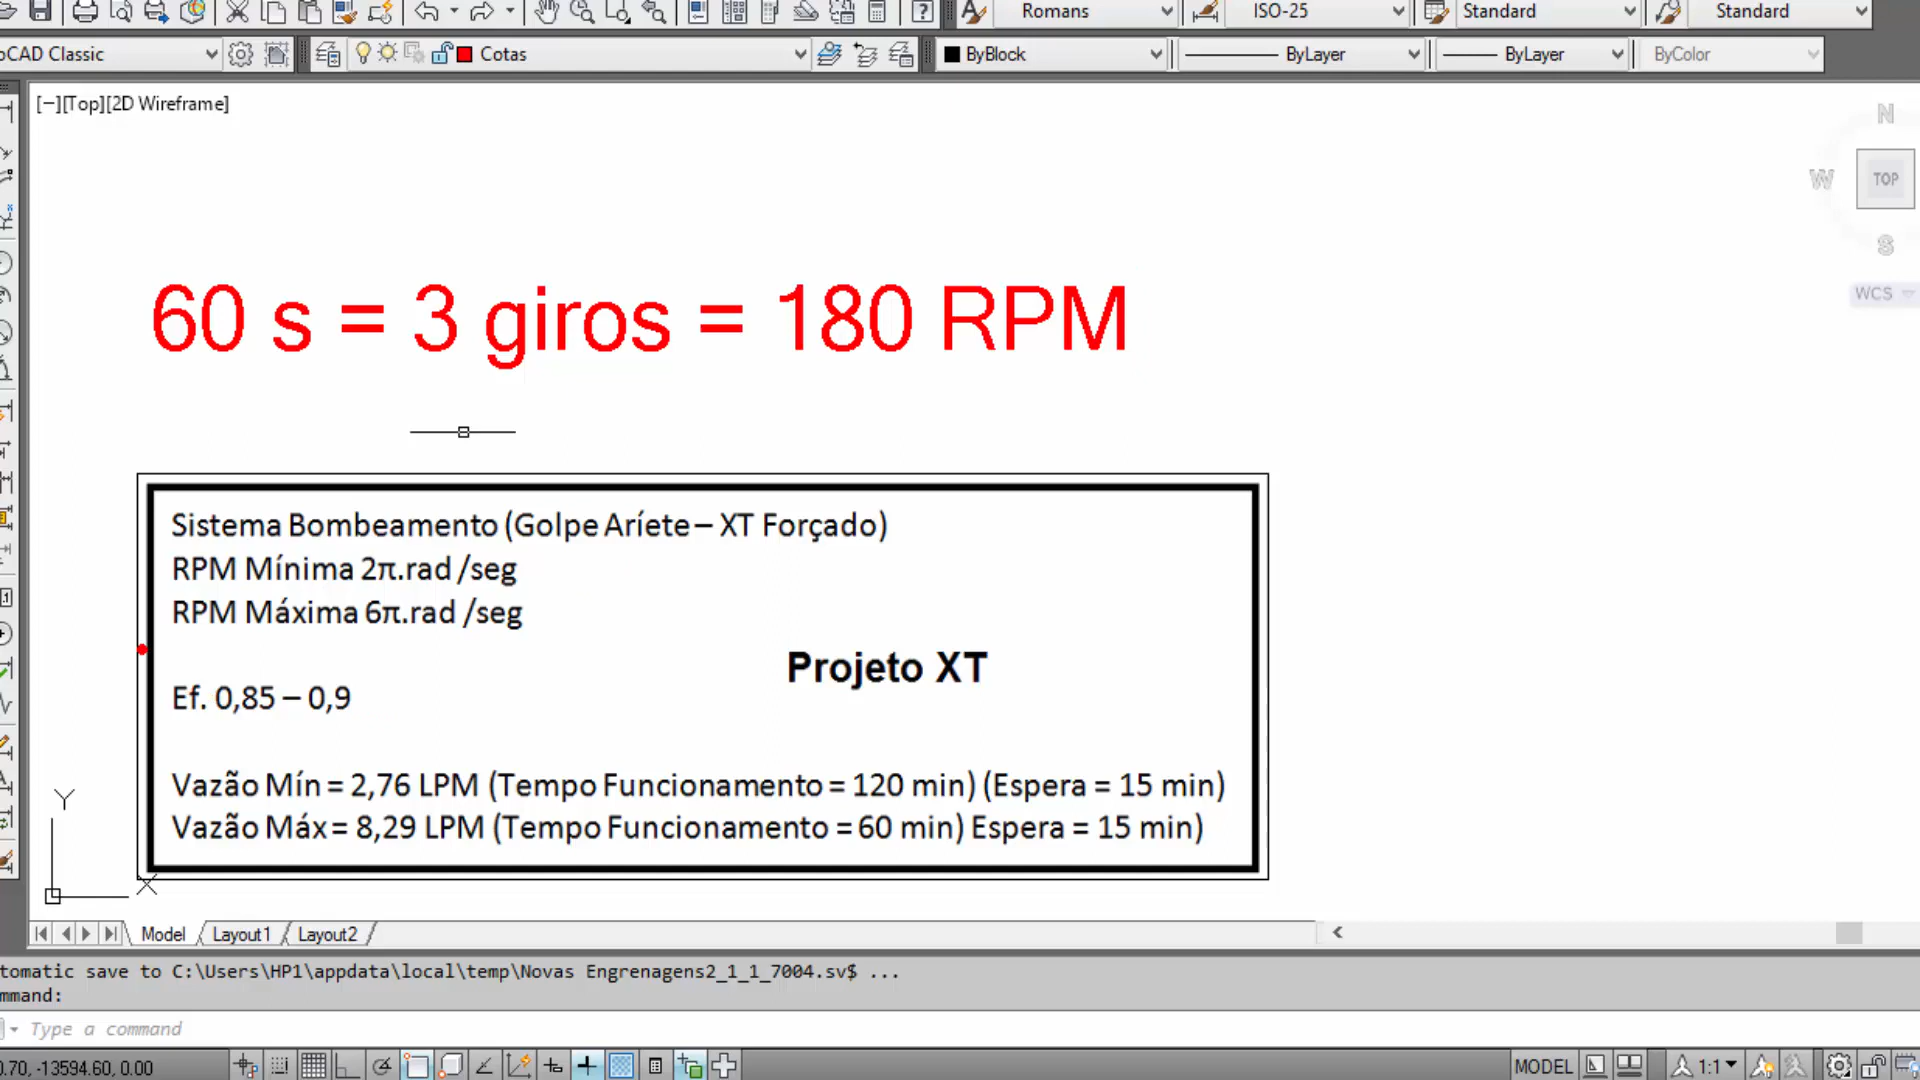 Romans
ISO-25
Standard
Standard
oCAD Classic
Cotas
ByBlock
ByLayer
ByLayer
ByColor
[−][Top][2D Wireframe]
N
W
TOP
S
WCS
60 s = 3 giros = 180 RPM
Sistema Bombeamento (Golpe Aríete – XT Forçado)
RPM Mínima 2π.rad /seg
RPM Máxima 6π.rad /seg
Projeto XT
Ef. 0,85 – 0,9
Vazão Mín = 2,76 LPM (Tempo Funcionamento = 120 min) (Espera = 15 min)
Vazão Máx = 8,29 LPM (Tempo Funcionamento = 60 min) Espera = 15 min)
Y
X
Model
Layout1
Layout2
tomatic save to C:\Users\HP1\appdata\local\temp\Novas Engrenagens2_1_1_7004.sv$ ...
mmand:
Type a command
0.70, -13594.60, 0.00
MODEL
1:1